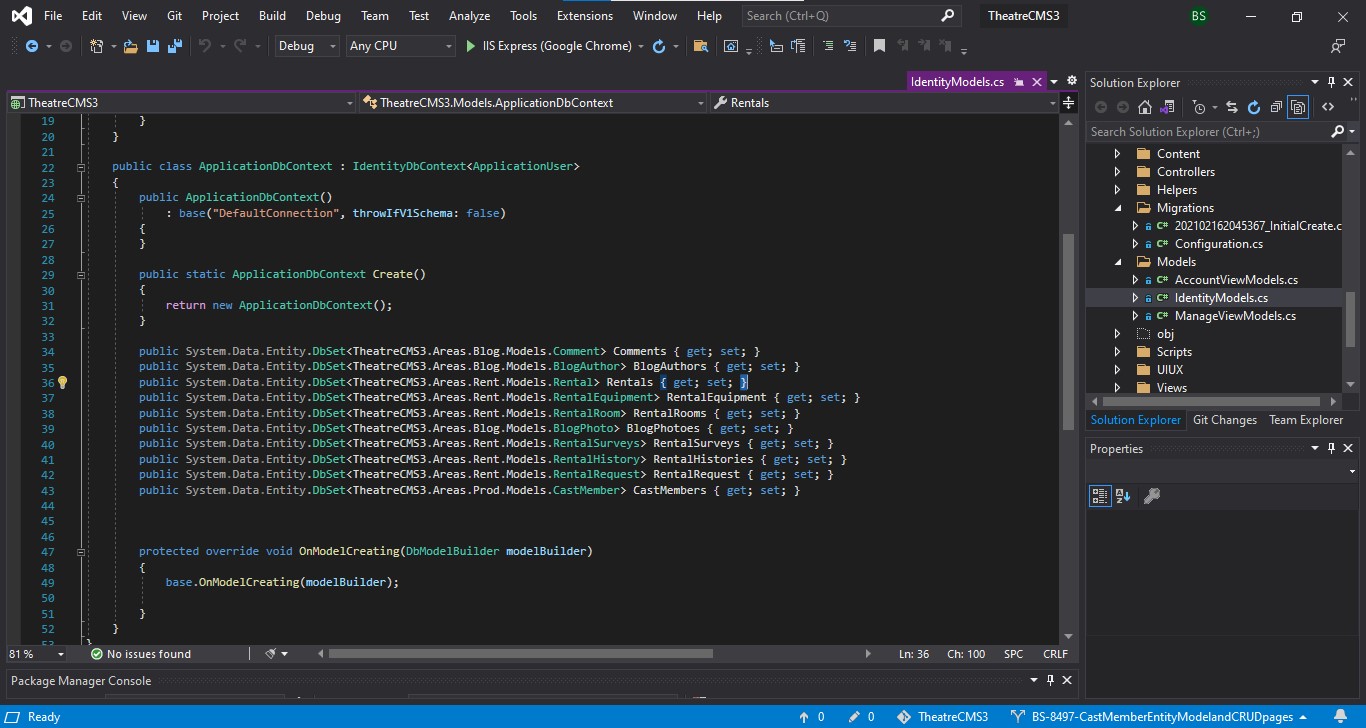 File Edit View Git Project Build Debug Team Test Analyze Tools Extensions Window Help Search (Ctrl+Q) TheatreCMS3 BS
Debug Any CPU IIS Express (Google Chrome)
IdentityModels.cs
TheatreCMS3 TheatreCMS3.Models.ApplicationDbContext Rentals
19 }
20 }
21
22 public class ApplicationDbContext : IdentityDbContext<ApplicationUser>
23 {
24 public ApplicationDbContext()
25 : base("DefaultConnection", throwIfV1Schema: false)
26 {
27 }
28
29 public static ApplicationDbContext Create()
30 {
31 return new ApplicationDbContext();
32 }
33
34 public System.Data.Entity.DbSet<TheatreCMS3.Areas.Blog.Models.Comment> Comments { get; set; }
35 public System.Data.Entity.DbSet<TheatreCMS3.Areas.Blog.Models.BlogAuthor> BlogAuthors { get; set; }
36 public System.Data.Entity.DbSet<TheatreCMS3.Areas.Rent.Models.Rental> Rentals { get; set; }
37 public System.Data.Entity.DbSet<TheatreCMS3.Areas.Rent.Models.RentalEquipment> RentalEquipment { get; set; }
38 public System.Data.Entity.DbSet<TheatreCMS3.Areas.Rent.Models.RentalRoom> RentalRooms { get; set; }
39 public System.Data.Entity.DbSet<TheatreCMS3.Areas.Blog.Models.BlogPhoto> BlogPhotoes { get; set; }
40 public System.Data.Entity.DbSet<TheatreCMS3.Areas.Rent.Models.RentalSurveys> RentalSurveys { get; set; }
41 public System.Data.Entity.DbSet<TheatreCMS3.Areas.Rent.Models.RentalHistory> RentalHistories { get; set; }
42 public System.Data.Entity.DbSet<TheatreCMS3.Areas.Rent.Models.RentalRequest> RentalRequest { get; set; }
43 public System.Data.Entity.DbSet<TheatreCMS3.Areas.Prod.Models.CastMember> CastMembers { get; set; }
44
45
46
47 protected override void OnModelCreating(DbModelBuilder modelBuilder)
48 {
49 base.OnModelCreating(modelBuilder);
50
51 }
52 }
53 }
81 % No issues found Ln: 36 Ch: 100 SPC CRLF
Package Manager Console
Solution Explorer
Search Solution Explorer (Ctrl+;)
Content
Controllers
Helpers
Migrations
C# 202102162045367_InitialCreate.c
C# Configuration.cs
Models
C# AccountViewModels.cs
C# IdentityModels.cs
C# ManageViewModels.cs
obj
Scripts
UIUX
Views
Solution Explorer Git Changes Team Explorer
Properties
Ready 0 0 TheatreCMS3 BS-8497-CastMemberEntityModelandCRUDpages